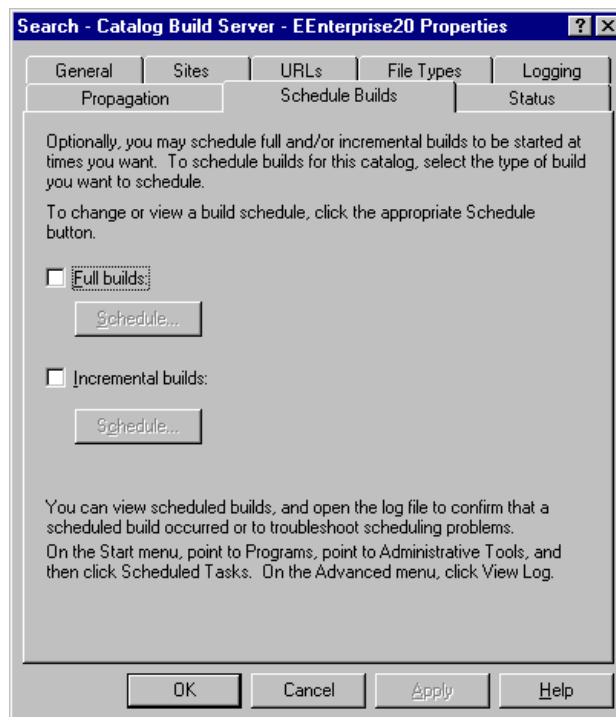 Search - Catalog Build Server - EEnterprise20 Properties
General Sites URLs File Types Logging
Propagation Schedule Builds Status
Optionally, you may schedule full and/or incremental builds to be started at
times you want. To schedule builds for this catalog, select the type of build
you want to schedule.
To change or view a build schedule, click the appropriate Schedule
button.
Full builds:
Schedule...
Incremental builds:
Schedule...
You can view scheduled builds, and open the log file to confirm that a
scheduled build occurred or to troubleshoot scheduling problems.
On the Start menu, point to Programs, point to Administrative Tools, and
then click Scheduled Tasks. On the Advanced menu, click View Log.
OK Cancel Apply Help